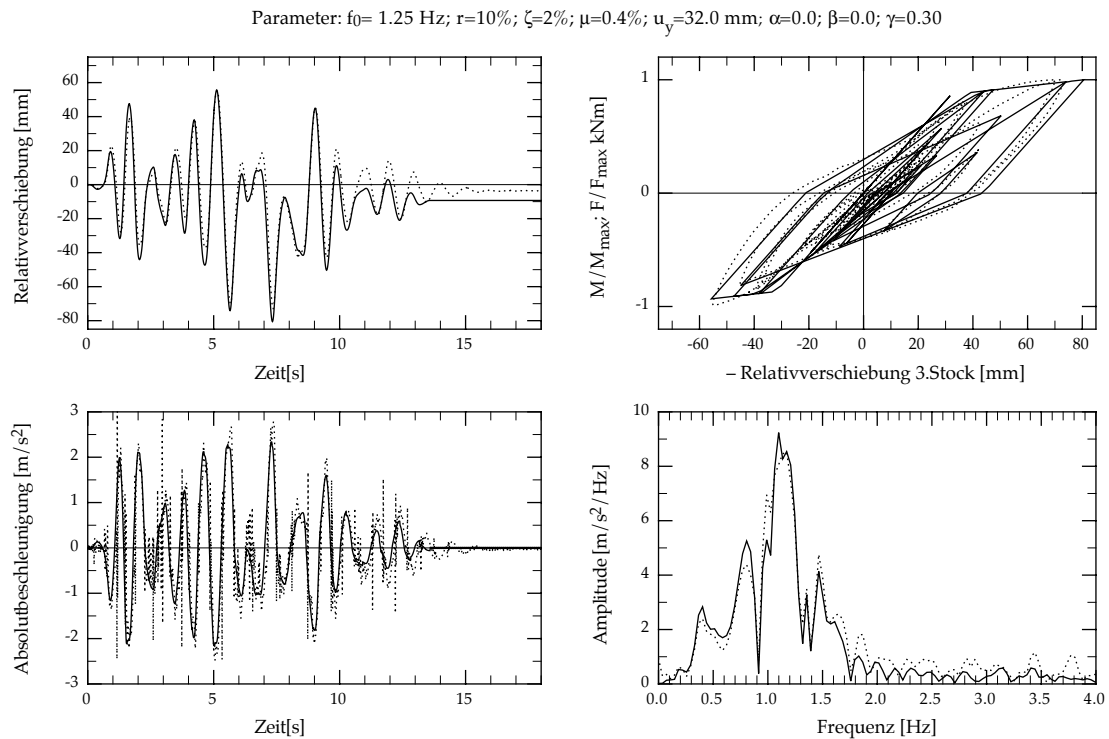 Parameter: f0= 1.25 Hz; r=10%; ζ=2%; μ=0.4%; uy=32.0 mm; α=0.0; β=0.0; γ=0.30
Relativverschiebung [mm]
60
40
20
0
-20
-40
-60
-80
0 5 10 15
Zeit[s]
M/Mmax; F/Fmax kNm
1
0
-1
-60 -40 -20 0 20 40 60 80
– Relativverschiebung 3.Stock [mm]
Absolutbeschleunigung [m/s2]
3
2
1
0
-1
-2
-3
0 5 10 15
Zeit[s]
Amplitude [m/s2/Hz]
10
8
6
4
2
0
0.0 0.5 1.0 1.5 2.0 2.5 3.0 3.5 4.0
Frequenz [Hz]